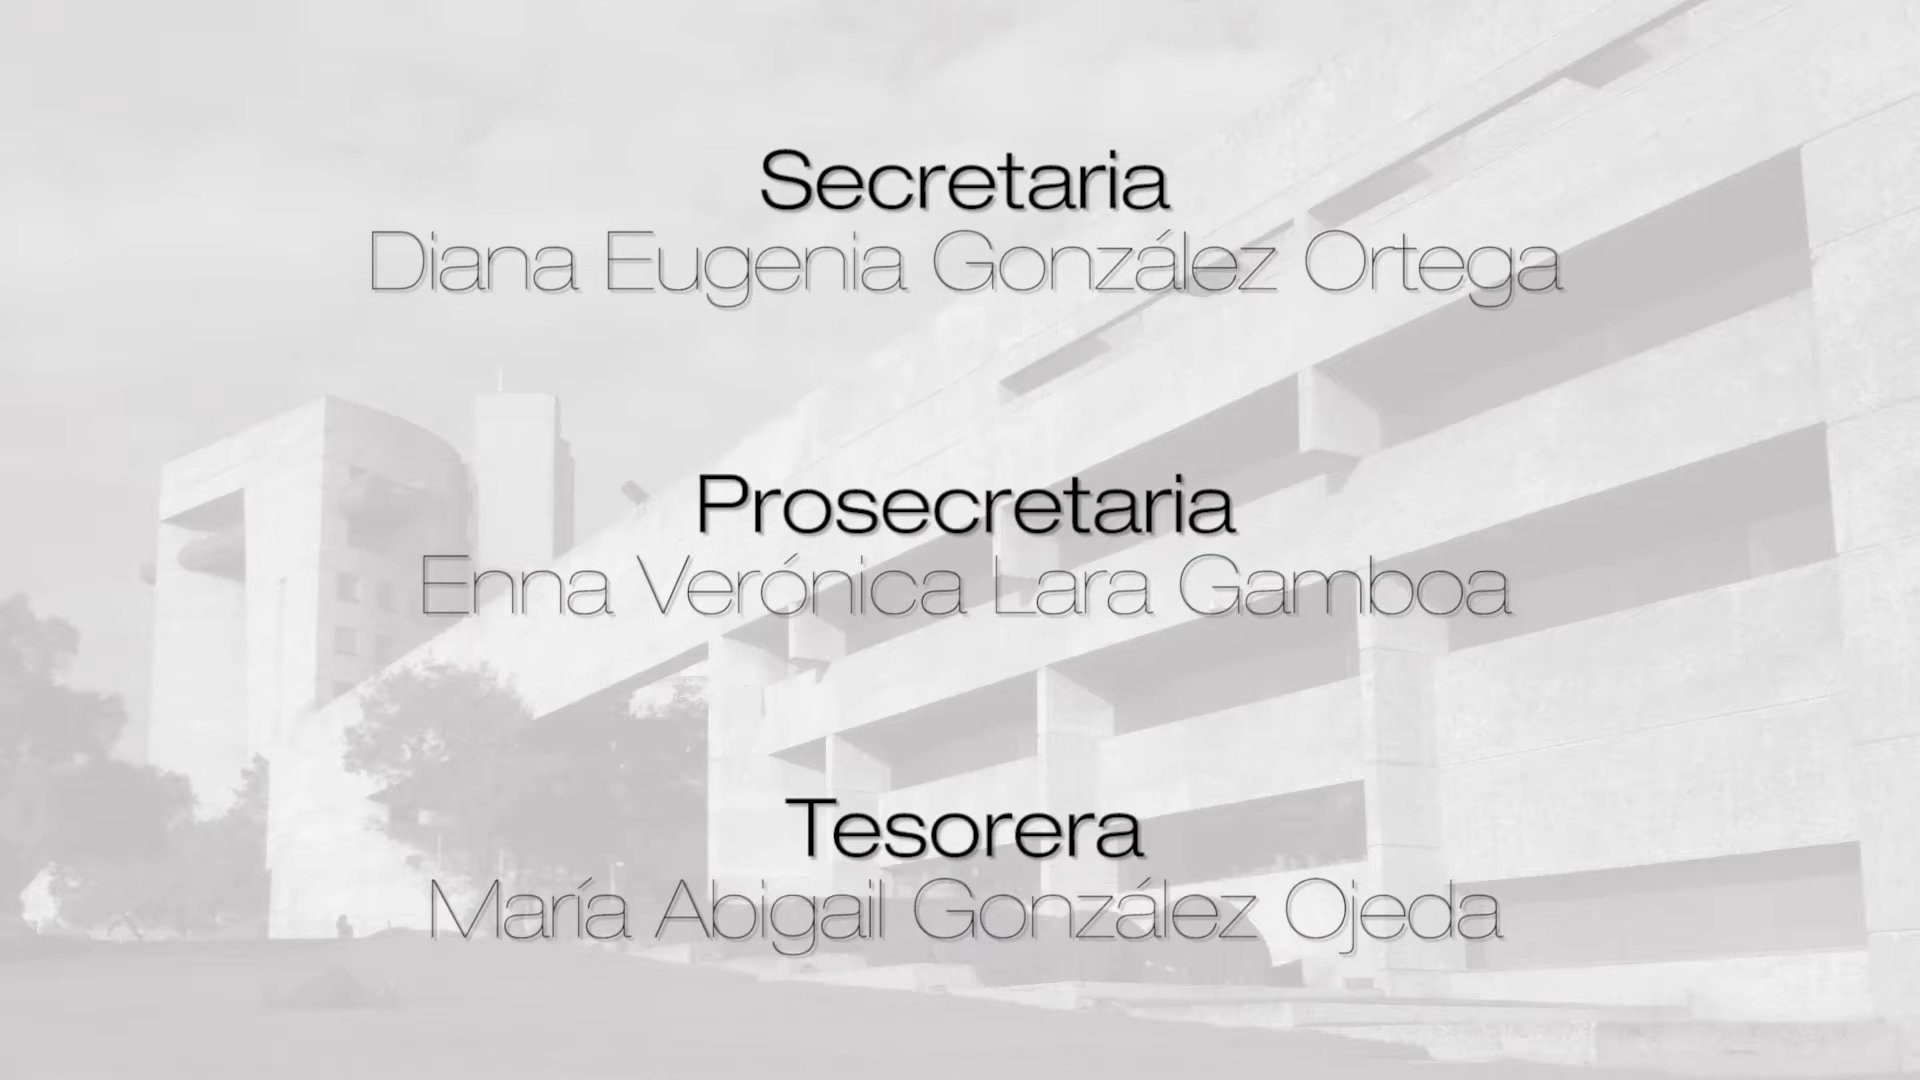 Secretaria
Diana Eugenia González Ortega
Prosecretaria
Enna Verónica Lara Gamboa
Tesorera
María Abigail González Ojeda